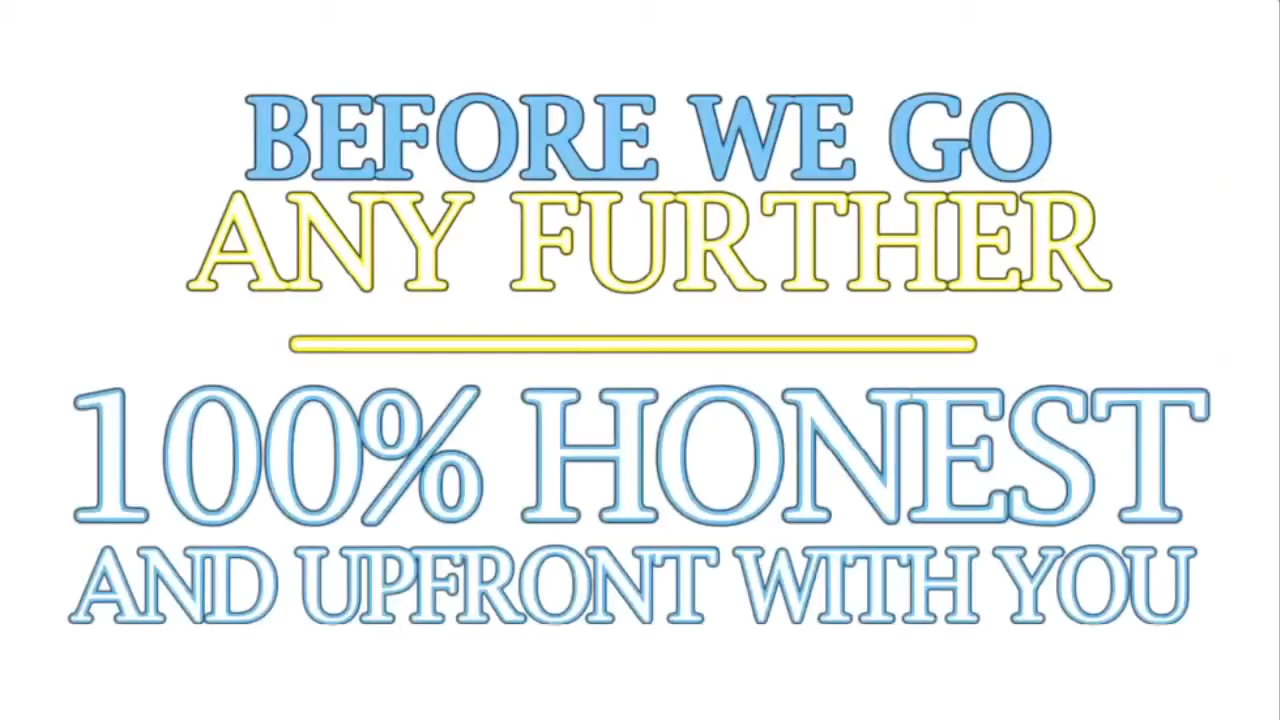 BEFORE WE GO
ANY FURTHER
100% HONEST
AND UPFRONT WITH YOU